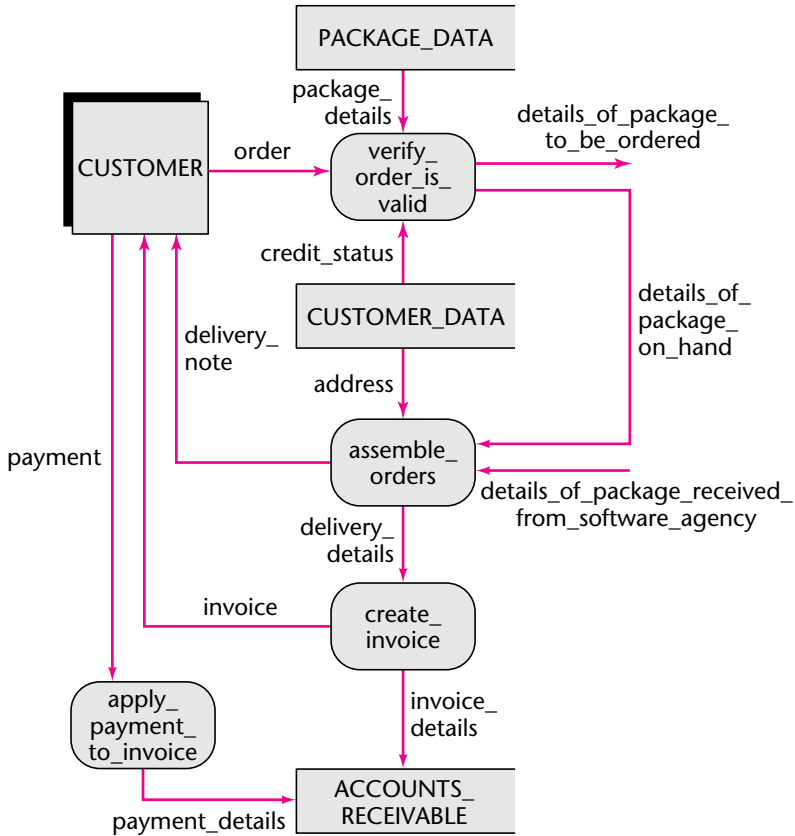 PACKAGE_DATA
package_
details
details_of_package_
to_be_ordered
CUSTOMER
order
verify_
order_is_
valid
credit_status
details_of_
package_
on_hand
CUSTOMER_DATA
delivery_
note
address
payment
assemble_
orders
details_of_package_received_
from_software_agency
delivery_
details
invoice
create_
invoice
apply_
payment_
to_invoice
invoice_
details
ACCOUNTS_
RECEIVABLE
payment_details